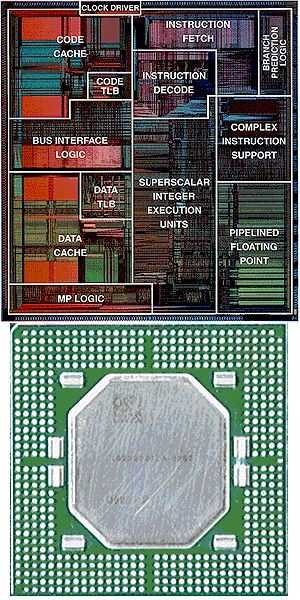 CLOCK DRIVER
CODE
CACHE
INSTRUCTION
FETCH
BRANCH
PREDICTION
LOGIC
CODE
TLB
INSTRUCTION
DECODE
BUS INTERFACE
LOGIC
COMPLEX
INSTRUCTION
SUPPORT
DATA
TLB
SUPERSCALAR
INTEGER
EXECUTION
UNITS
DATA
CACHE
PIPELINED
FLOATING
POINT
MP LOGIC